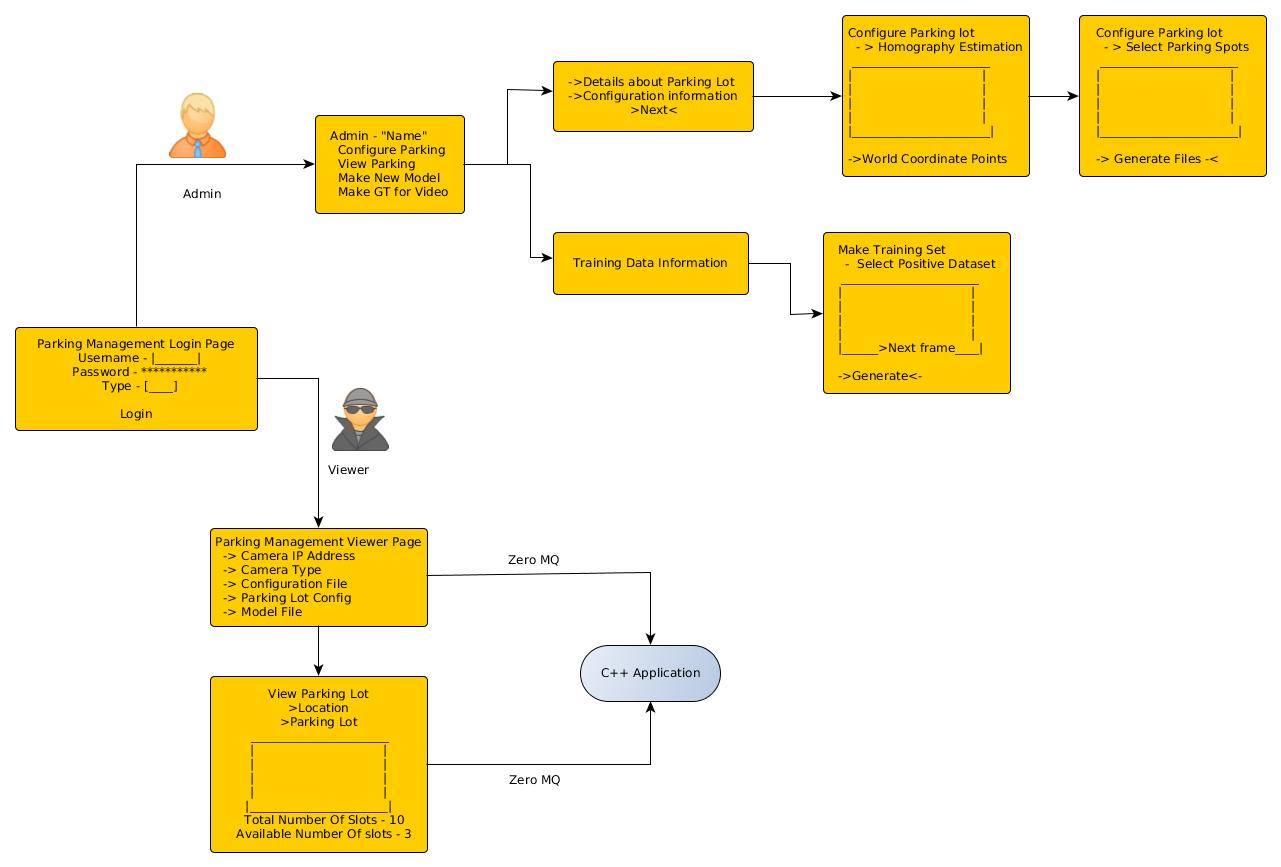 Configure Parking lot
- > Homography Estimation
->World Coordinate Points
Configure Parking lot
- > Select Parking Spots
-> Generate Files -<
->Details about Parking Lot
->Configuration information
>Next<
Admin - "Name"
Configure Parking
View Parking
Make New Model
Make GT for Video
Admin
Training Data Information
Make Training Set
- Select Positive Dataset
|______>Next frame____|
->Generate<-
Parking Management Login Page
Username - |_______|
Password - ***********
Type - [____]
Login
Viewer
Parking Management Viewer Page
-> Camera IP Address
-> Camera Type
-> Configuration File
-> Parking Lot Config
-> Model File
Zero MQ
C++ Application
View Parking Lot
>Location
>Parking Lot
Total Number Of Slots - 10
Available Number Of slots - 3
Zero MQ